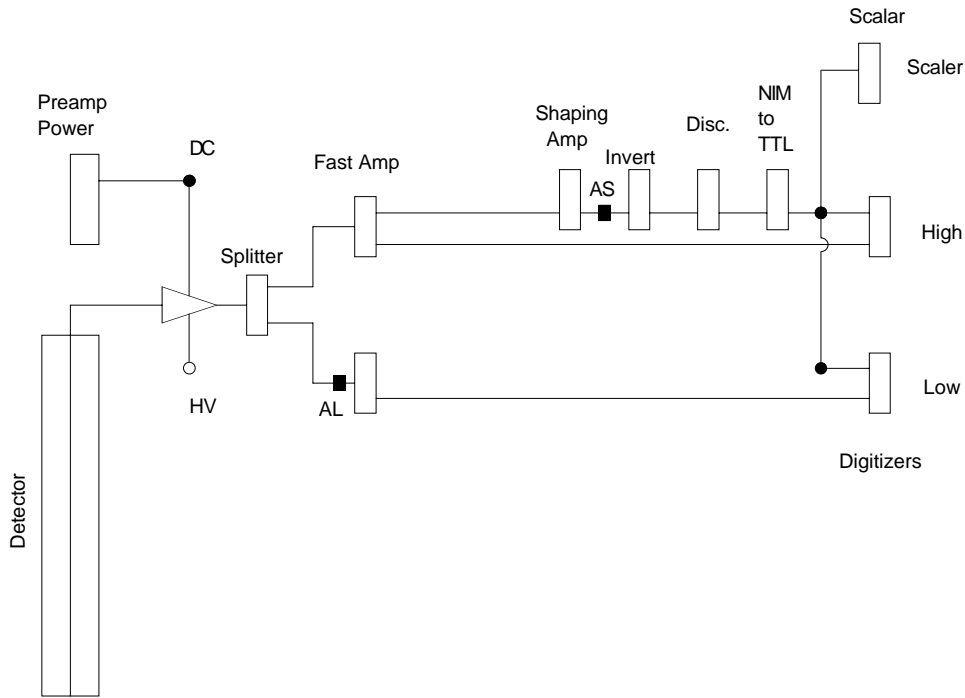 Scalar
Scaler
Preamp
Power
NIM
to
TTL
Shaping
Amp
Disc.
DC
Invert
Fast Amp
AS
High
Splitter
HV
AL
Low
Digitizers
Detector